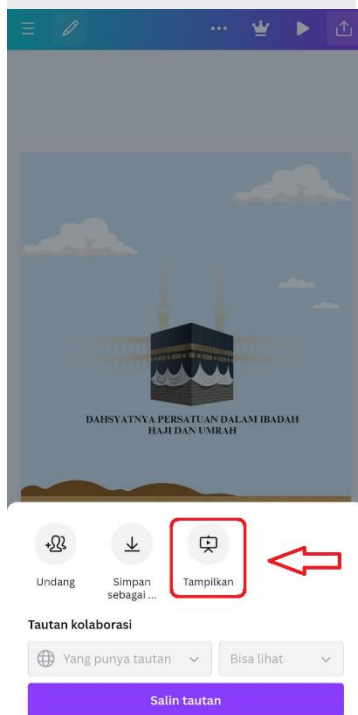 DAHSYATNYA PERSATUAN DALAM IBADAH
HAJI DAN UMRAH
Undang
Simpan
sebagai ...
Tampilkan
Tautan kolaborasi
Yang punya tautan
Bisa lihat
Salin tautan